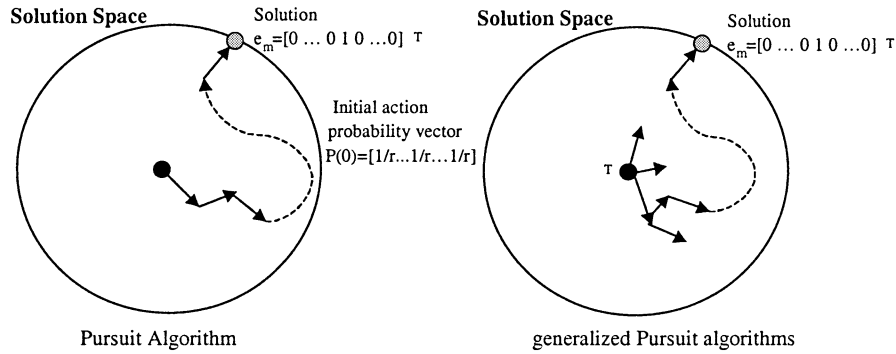 Solution Space
Solution
e_m=[0 ... 0 1 0 ...0] T
Initial action
probability vector
P(0)=[1/r...1/r...1/r]
T
Pursuit Algorithm
Solution Space
Solution
e_m=[0 ... 0 1 0 ...0] T
generalized Pursuit algorithms